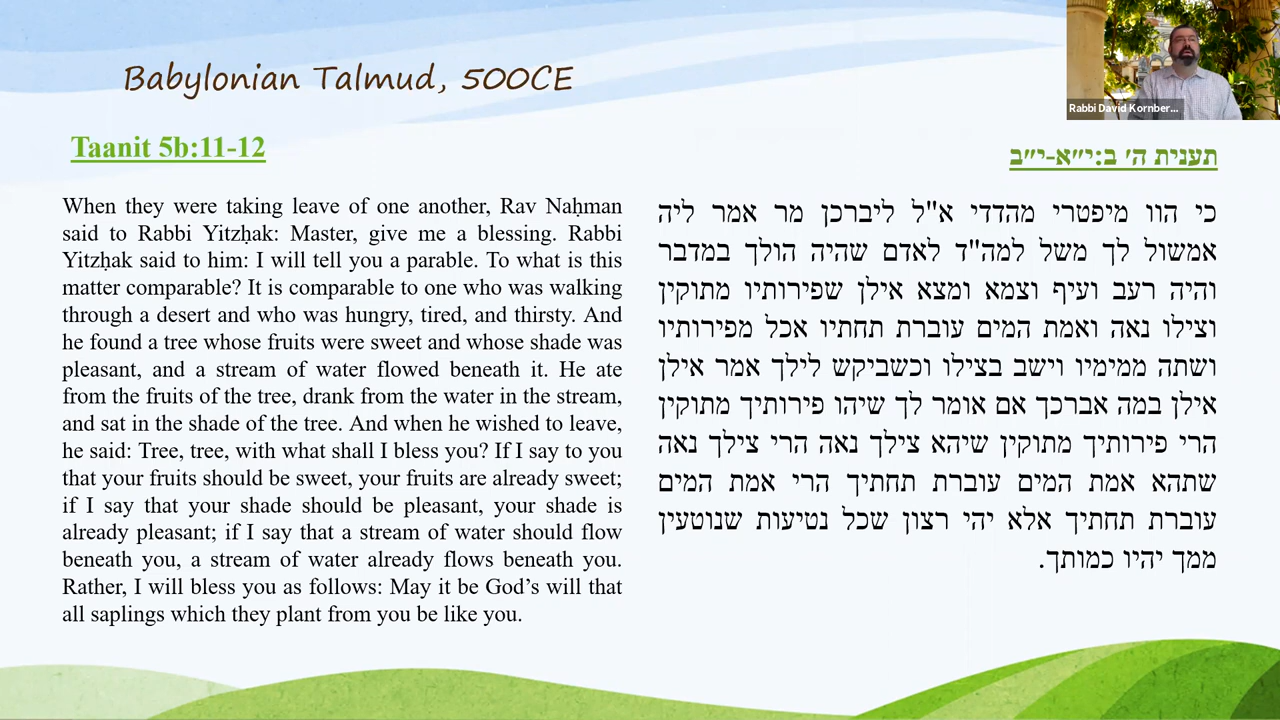 Babylonian Talmud, 500CE
Rabbi David Kornber...
Taanit 5b:11-12
תענית ה׳ ב:י״א-י״ב
When they were taking leave of one another, Rav Naḥman
said to Rabbi Yitzḥak: Master, give me a blessing. Rabbi
Yitzḥak said to him: I will tell you a parable. To what is this
matter comparable? It is comparable to one who was walking
through a desert and who was hungry, tired, and thirsty. And
he found a tree whose fruits were sweet and whose shade was
pleasant, and a stream of water flowed beneath it. He ate
from the fruits of the tree, drank from the water in the stream,
and sat in the shade of the tree. And when he wished to leave,
he said: Tree, tree, with what shall I bless you? If I say to you
that your fruits should be sweet, your fruits are already sweet;
if I say that your shade should be pleasant, your shade is
already pleasant; if I say that a stream of water should flow
beneath you, a stream of water already flows beneath you.
Rather, I will bless you as follows: May it be God’s will that
all saplings which they plant from you be like you.
כי הוו מיפטרי מהדדי א"ל ליברכן מר אמר ליה
אמשול לך משל למה"ד לאדם שהיה הולך במדבר
והיה רעב ועיף וצמא ומצא אילן שפירותיו מתוקין
וצילו נאה ואמת המים עוברת תחתיו אכל מפירותיו
ושתה ממימיו וישב בצילו וכשביקש לילך אמר אילן
אילן במה אברכך אם אומר לך שיהו פירותיך מתוקין
הרי פירותיך מתוקין שיהא צילך נאה הרי צילך נאה
שתהא אמת המים עוברת תחתיך הרי אמת המים
עוברת תחתיך אלא יהי רצון שכל נטיעות שנוטעין
ממך יהיו כמותך.